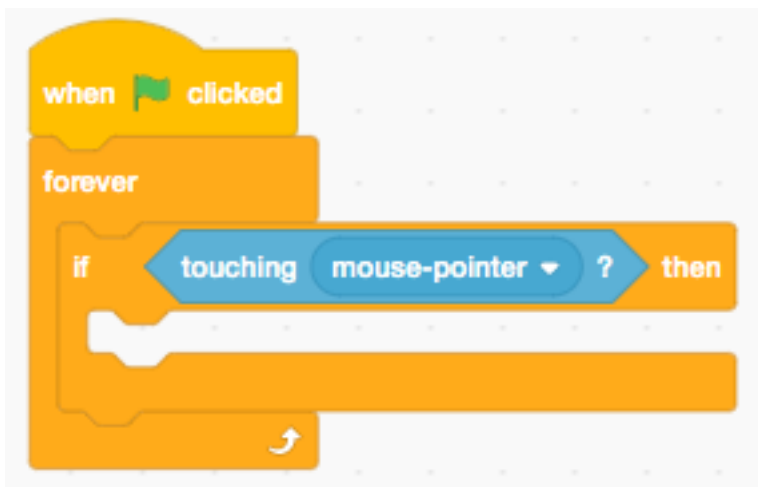 when clicked
forever
if touching mouse-pointer ? then